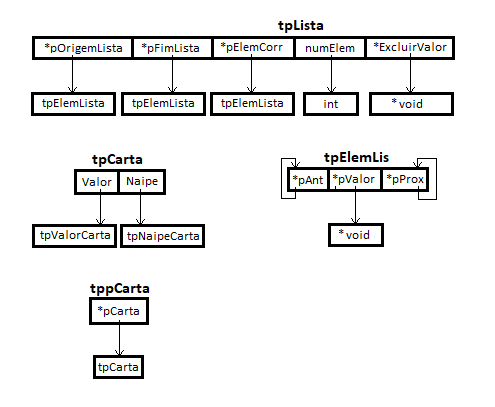 tpLista
*pOrigemLista *pFimLista *pElemCorr numElem *ExcluirValor
tpElemLista tpElemLista tpElemLista int *void
tpCarta
Valor Naipe
tpValorCarta tpNaipeCarta
tpElemLis
*pAnt *pValor *pProx
*void
tppCarta
*pCarta
tpCarta